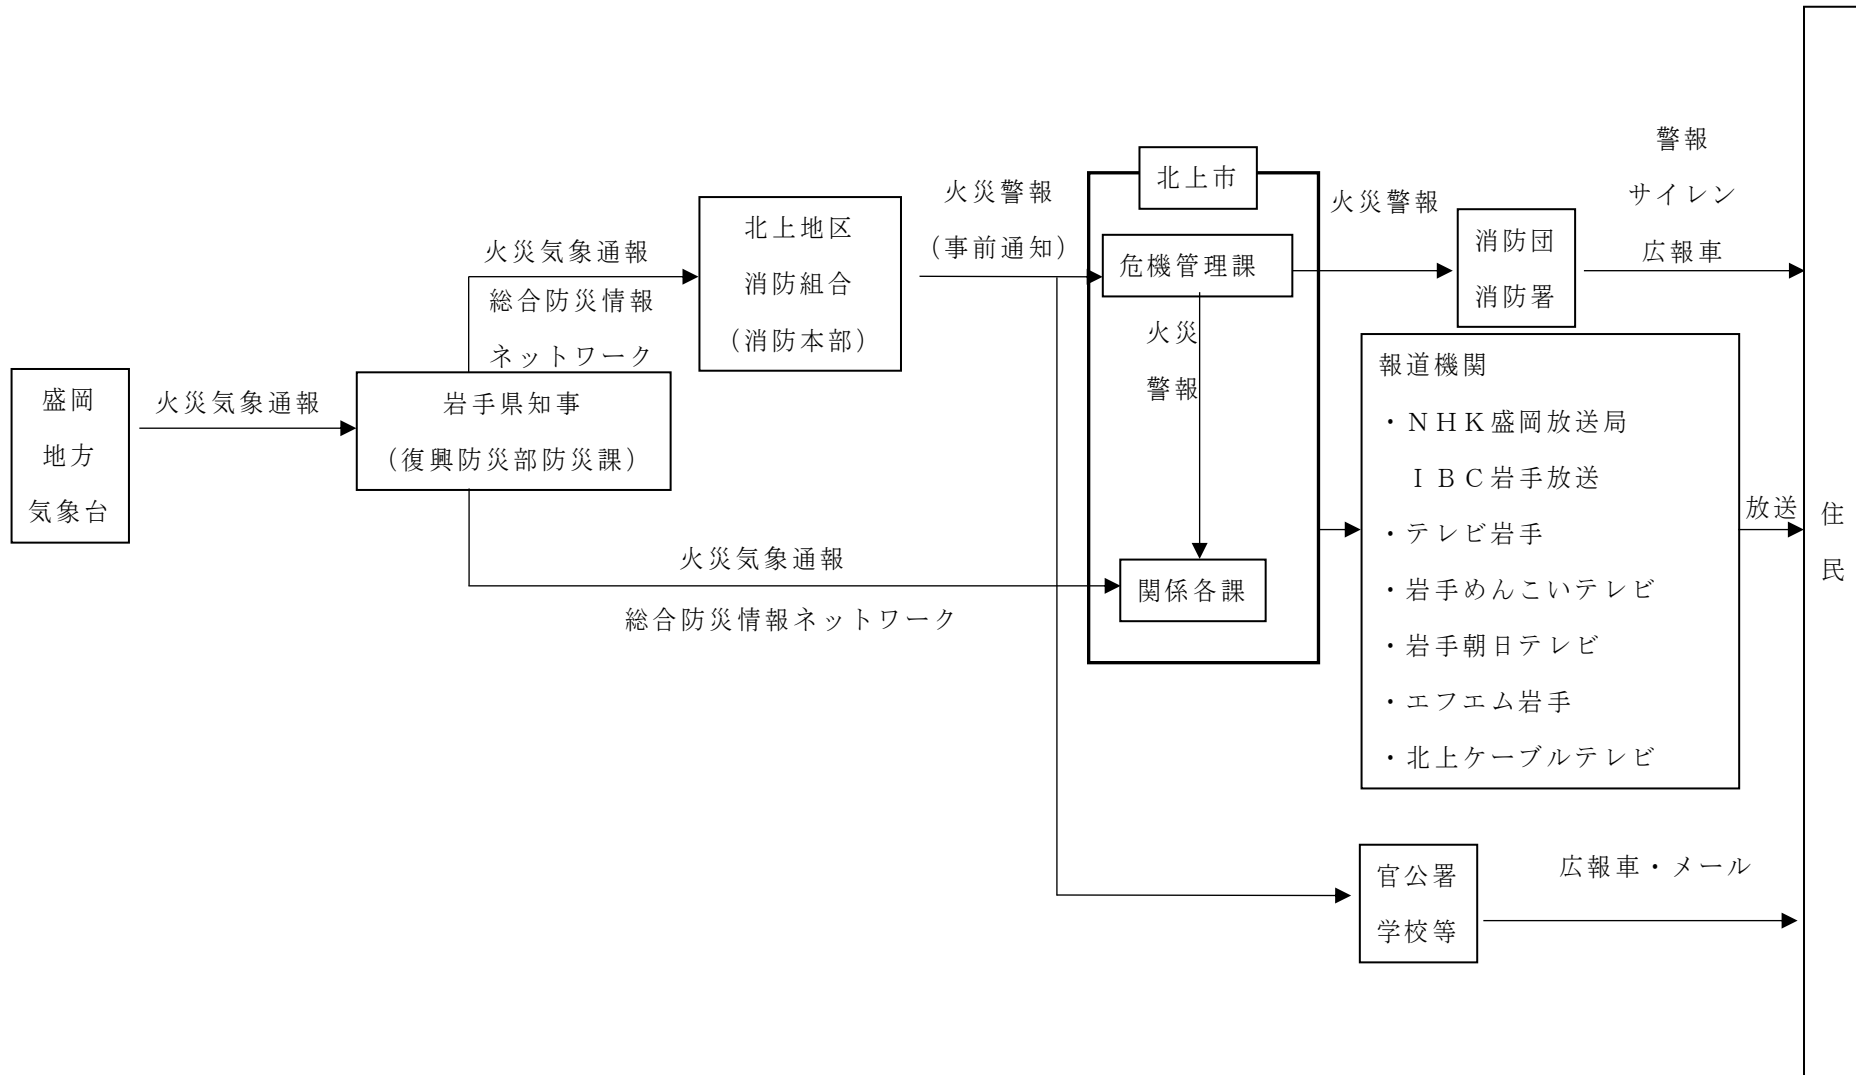 盛岡
地方
気象台
火災気象通報
岩手県知事
（復興防災部防災課）
火災気象通報
総合防災情報
ネットワーク
北上地区
消防組合
（消防本部）
火災気象通報
総合防災情報ネットワーク
火災警報
（事前通知）
北上市
危機管理課
火災
警報
関係各課
火災警報
消防団
消防署
警報
サイレン
広報車
報道機関
・ＮＨＫ盛岡放送局
ＩＢＣ岩手放送
・テレビ岩手
・岩手めんこいテレビ
・岩手朝日テレビ
・エフエム岩手
・北上ケーブルテレビ
放送
官公署
学校等
広報車・メール
住
民